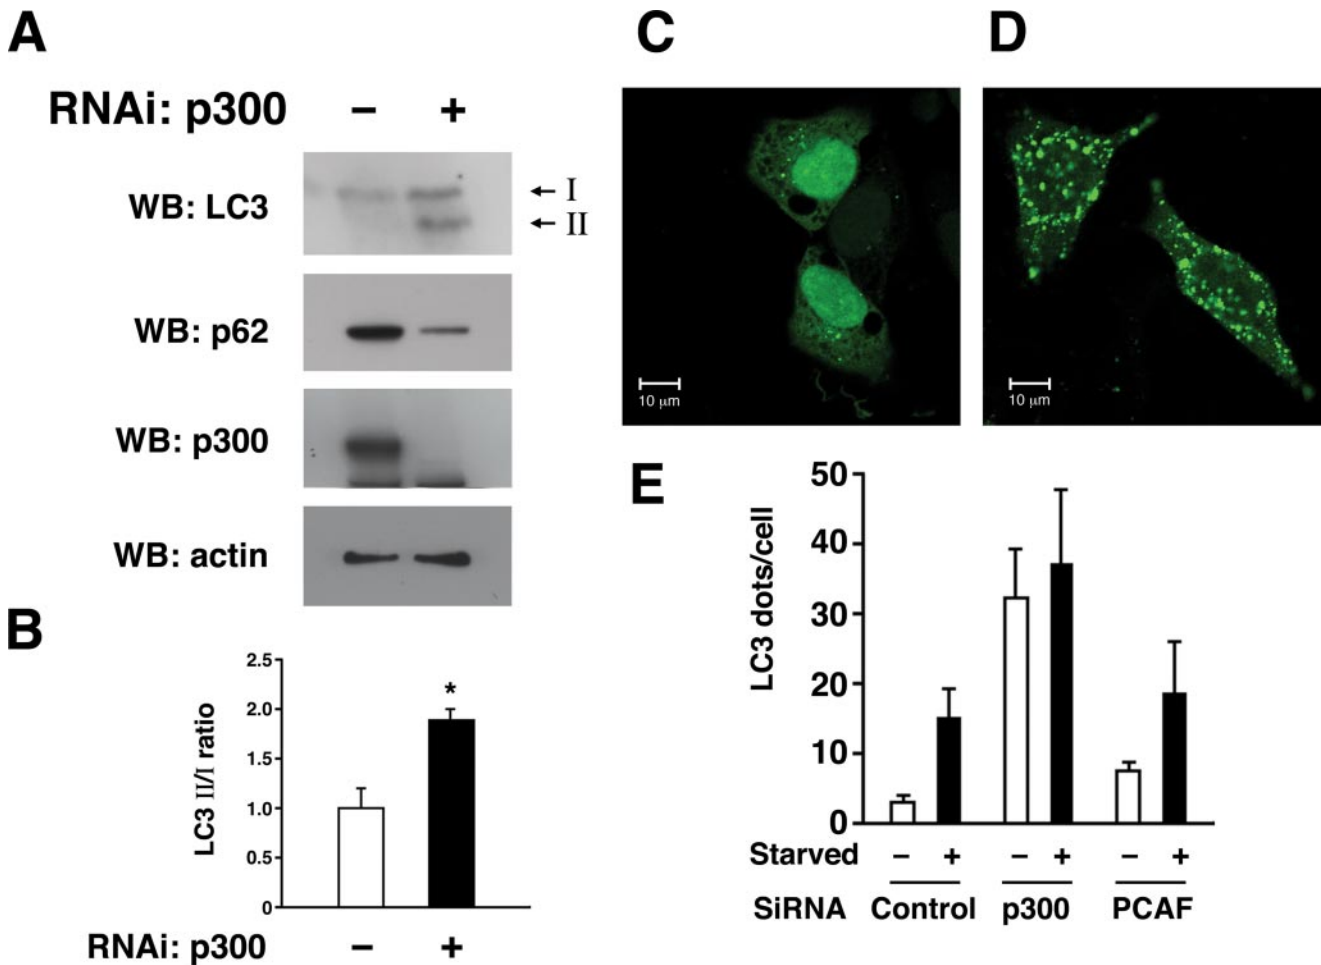 A
RNAi: p300 − +
WB: LC3
← I
← II
WB: p62
WB: p300
WB: actin
B
LC3 II/I ratio
2.5
2.0
1.5
1.0
0.5
0
*
RNAi: p300 − +
C
10 μm
D
10 μm
E
LC3 dots/cell
50
40
30
20
10
0
Starved − + − + − +
SiRNA Control p300 PCAF